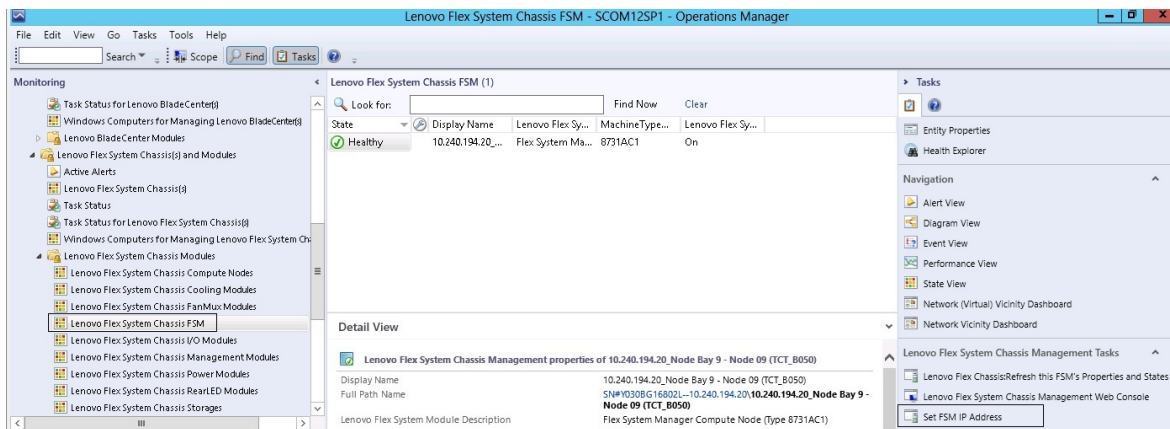 Lenovo Flex System Chassis FSM - SCOM12SP1 - Operations Manager
File Edit View Go Tasks Tools Help
Search Scope Find Tasks
Monitoring
Task Status for Lenovo BladeCenter(s)
Windows Computers for Managing Lenovo BladeCenter(s)
Lenovo BladeCenter Modules
Lenovo Flex System Chassis(s) and Modules
Active Alerts
Lenovo Flex System Chassis(s)
Task Status
Task Status for Lenovo Flex System Chassis(s)
Windows Computers for Managing Lenovo Flex System Ch
Lenovo Flex System Chassis Modules
Lenovo Flex System Chassis Compute Nodes
Lenovo Flex System Chassis Cooling Modules
Lenovo Flex System Chassis FanMux Modules
Lenovo Flex System Chassis FSM
Lenovo Flex System Chassis I/O Modules
Lenovo Flex System Chassis Management Modules
Lenovo Flex System Chassis Power Modules
Lenovo Flex System Chassis RearLED Modules
Lenovo Flex System Chassis Storages
Lenovo Flex System Chassis FSM (1)
Look for: Find Now Clear
State Display Name Lenovo Flex Sy... MachineType... Lenovo Flex Sy...
Healthy 10.240.194.20_... Flex System Ma... 8731AC1 On
Detail View
Lenovo Flex System Chassis Management properties of 10.240.194.20_Node Bay 9 - Node 09 (TCT_B050)
Display Name 10.240.194.20_Node Bay 9 - Node 09 (TCT_B050)
Full Path Name SN#Y030BG16802L--10.240.194.20\10.240.194.20_Node Bay 9 -
Node 09 (TCT_B050)
Lenovo Flex System Module Description Flex System Manager Compute Node (Type 8731AC1)
Tasks
Entity Properties
Health Explorer
Navigation
Alert View
Diagram View
Event View
Performance View
State View
Network (Virtual) Vicinity Dashboard
Network Vicinity Dashboard
Lenovo Flex System Chassis Management Tasks
Lenovo Flex Chassis:Refresh this FSM's Properties and States
Lenovo Flex System Chassis Management Web Console
Set FSM IP Address